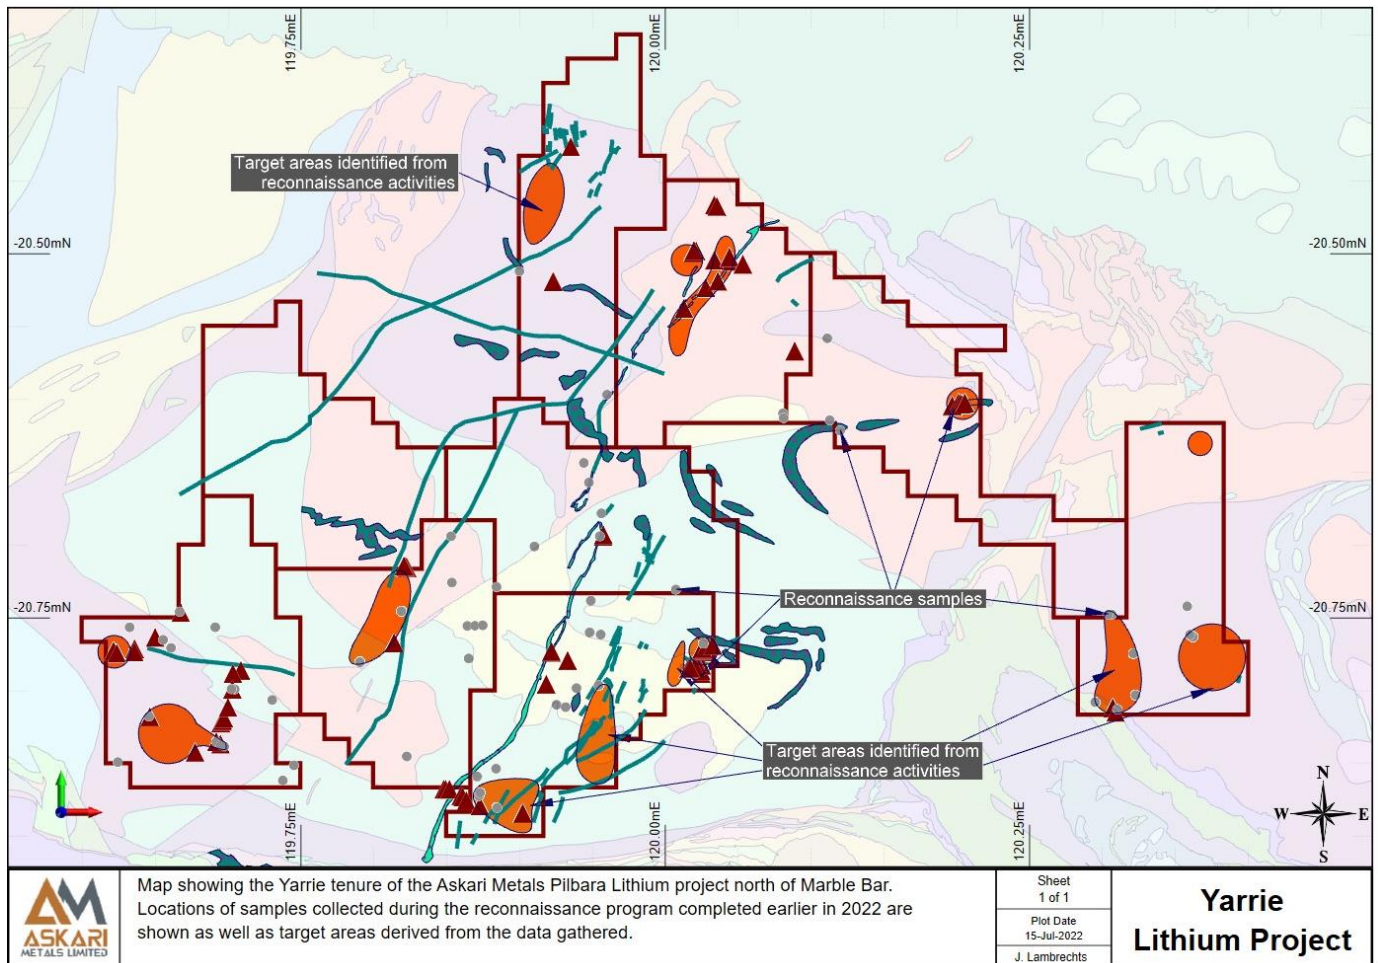 119.75mE
120.00mE
120.25mE
Target areas identified from
reconnaissance activities
-20.50mN
-20.50mN
Reconnaissance samples
-20.75mN
-20.75mN
Target areas identified from
reconnaissance activities
119.75mE
120.00mE
120.25mE
N
W E
S
AM
ASKARI
METALS LIMITED
Map showing the Yarrie tenure of the Askari Metals Pilbara Lithium project north of Marble Bar.
Locations of samples collected during the reconnaissance program completed earlier in 2022 are
shown as well as target areas derived from the data gathered.
Sheet
1 of 1
Plot Date
15-Jul-2022
J. Lambrechts
Yarrie
Lithium Project